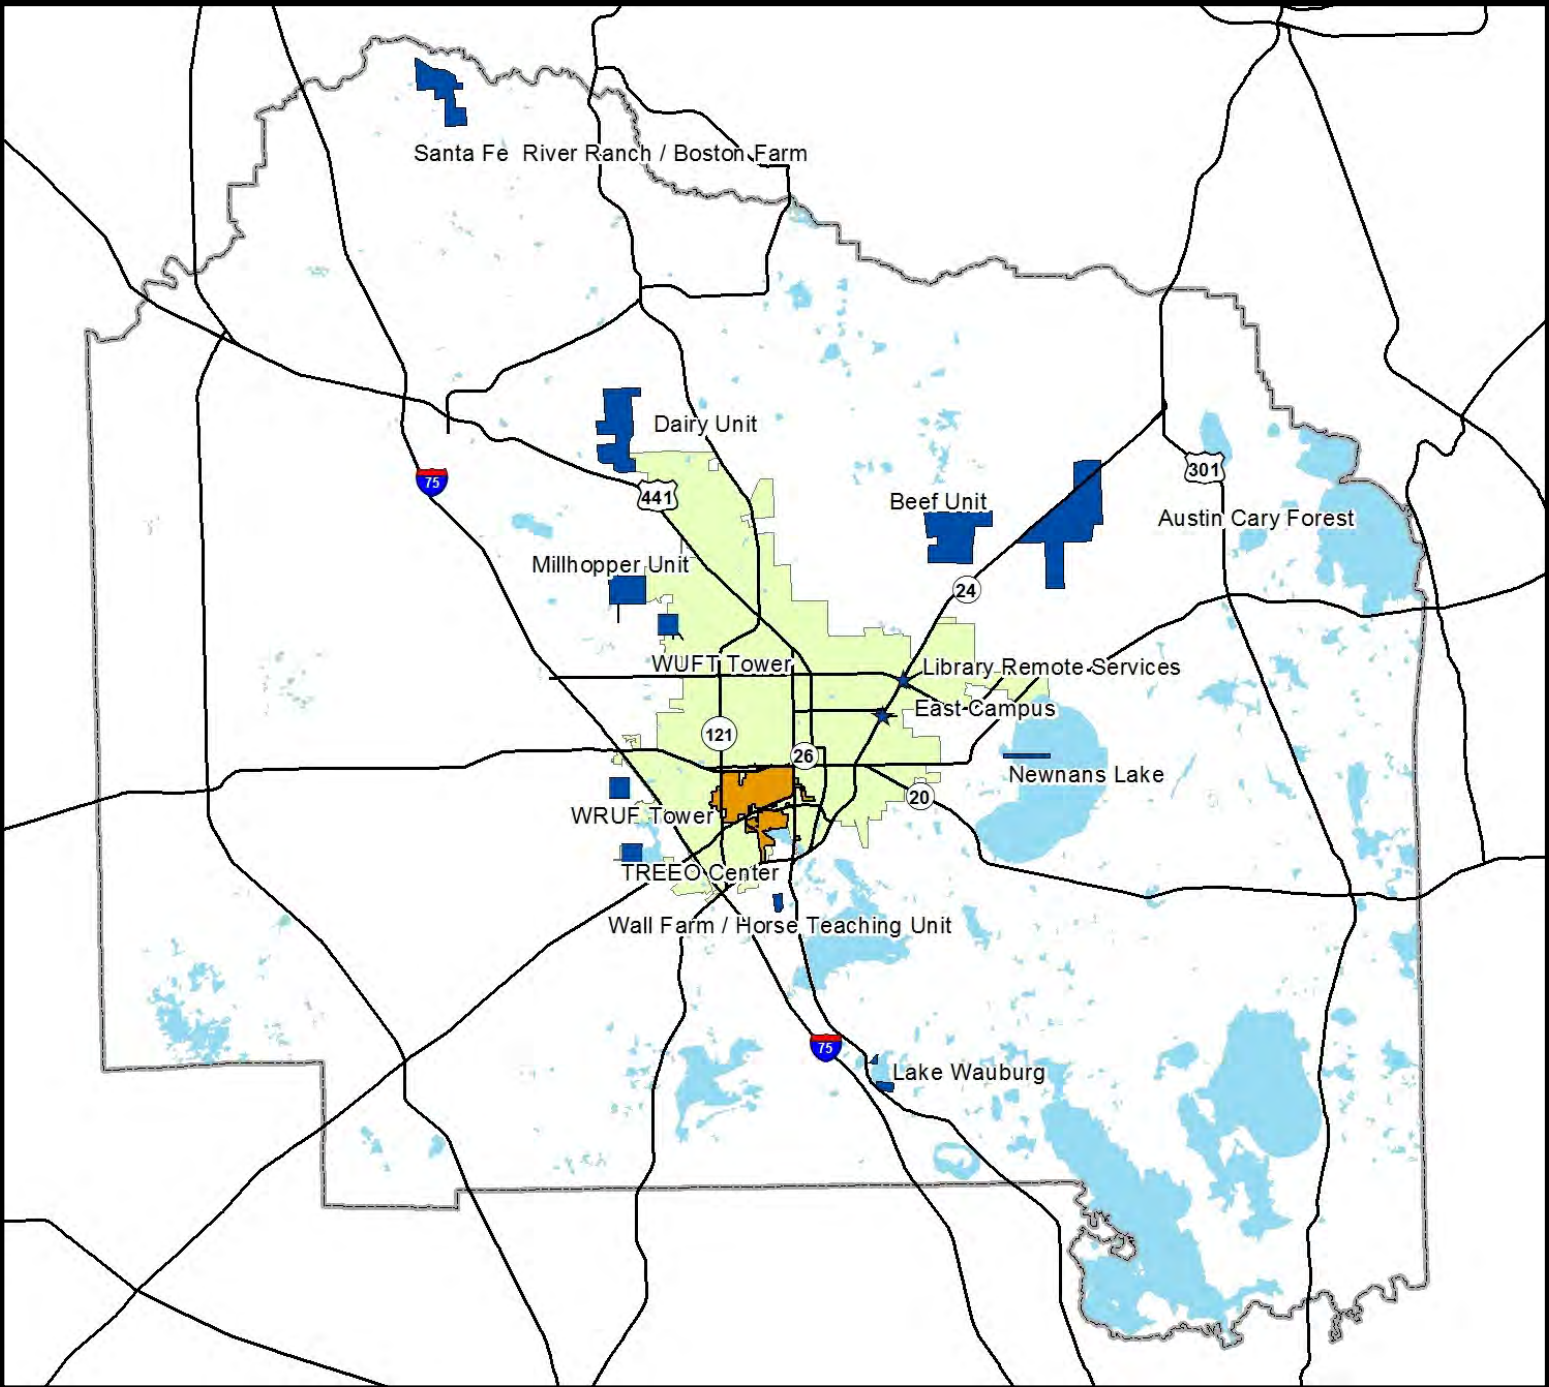 Santa Fe River Ranch / Boston Farm
Dairy Unit
75
441
301
Beef Unit
Austin Cary Forest
Millhopper Unit
24
WUFT Tower
Library Remote Services
East Campus
121
26
Newnans Lake
20
WRUF Tower
TREEO Center
Wall Farm / Horse Teaching Unit
75
Lake Wauburg